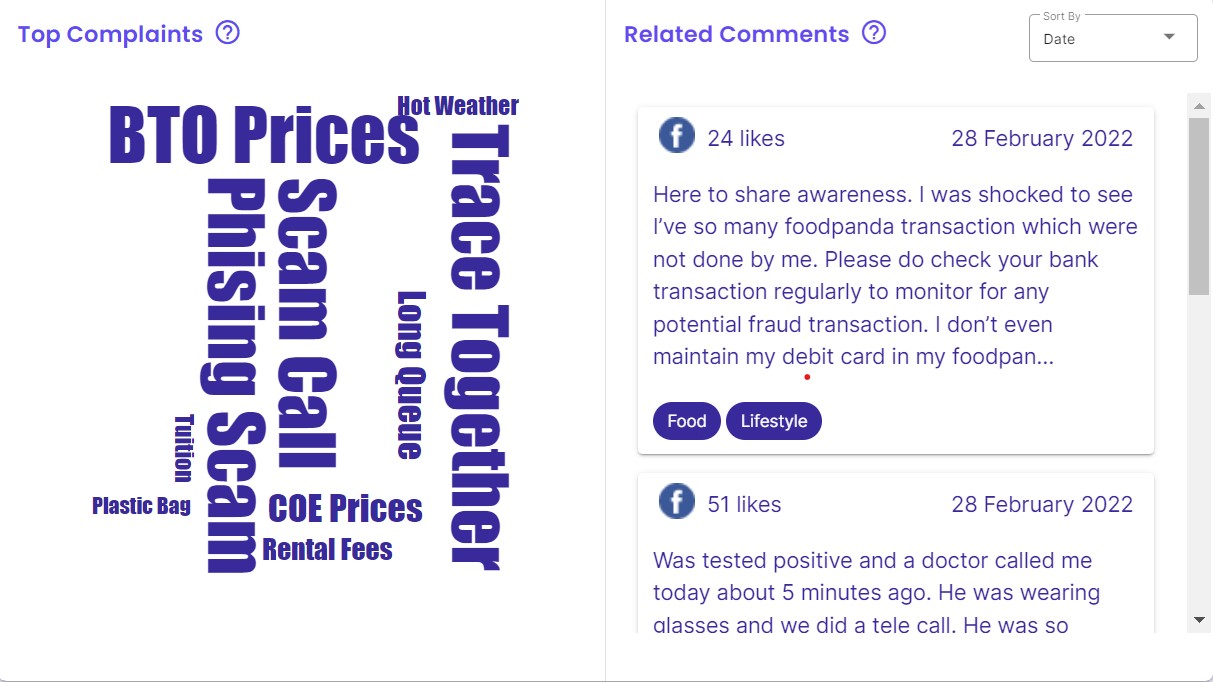 Top Complaints
BTO Prices
Hot Weather
Trace Together
Phising Scam
Scam Call
Long Queue
Tuition
Plastic Bag
COE Prices
Rental Fees
Related Comments
Sort By
Date
24 likes
28 February 2022
Here to share awareness. I was shocked to see
I’ve so many foodpanda transaction which were
not done by me. Please do check your bank
transaction regularly to monitor for any
potential fraud transaction. I don’t even
maintain my debit card in my foodpan...
Food
Lifestyle
51 likes
28 February 2022
Was tested positive and a doctor called me
today about 5 minutes ago. He was wearing
glasses and we did a tele call. He was so